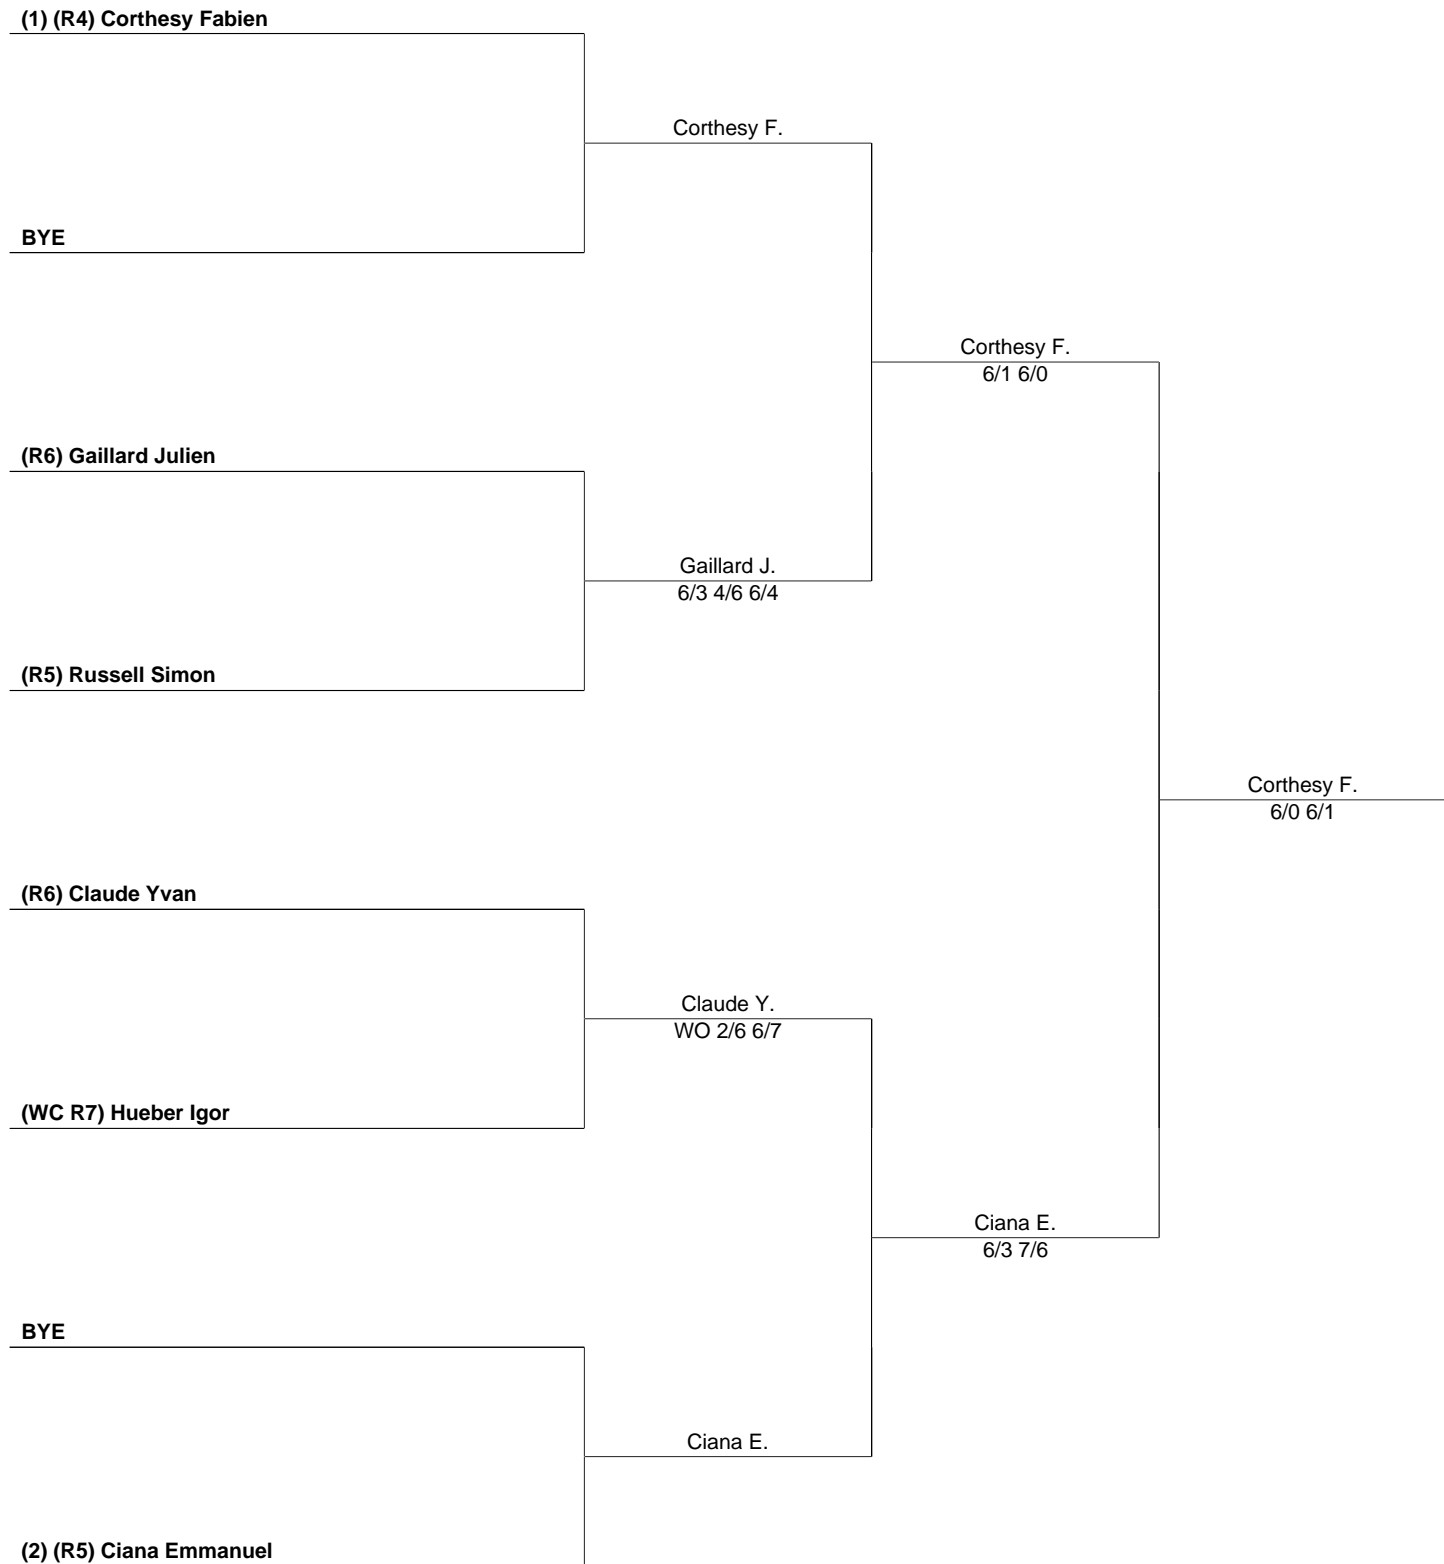 (1) (R4) Corthesy Fabien
Corthesy F.
BYE
Corthesy F.
6/1 6/0
(R6) Gaillard Julien
Gaillard J.
6/3 4/6 6/4
(R5) Russell Simon
Corthesy F.
6/0 6/1
(R6) Claude Yvan
Claude Y.
WO 2/6 6/7
(WC R7) Hueber Igor
Ciana E.
6/3 7/6
BYE
Ciana E.
(2) (R5) Ciana Emmanuel